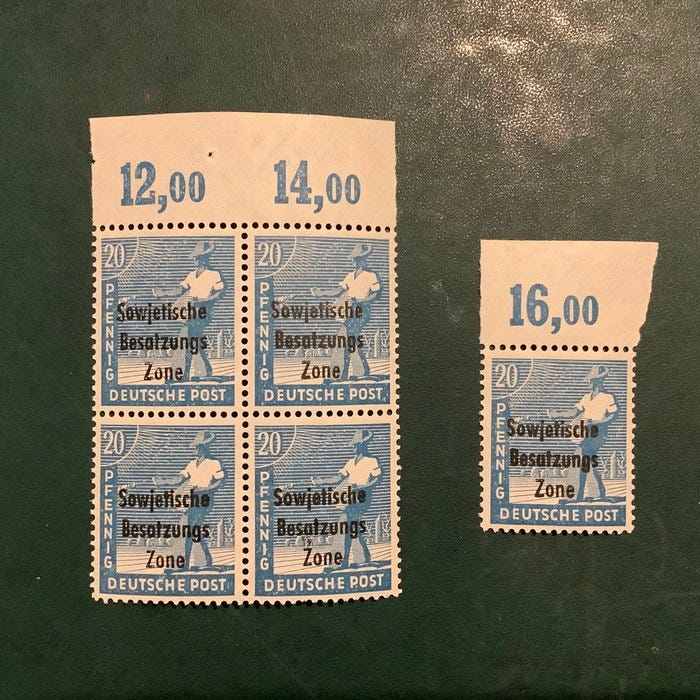 12,00 14,00
20
PFENNIG
Sowjetische
Besatzungs
Zone
DEUTSCHE POST
20
PFENNIG
Sowjetische
Besatzungs
Zone
DEUTSCHE POST
20
PFENNIG
Sowjetische
Besatzungs
Zone
DEUTSCHE POST
20
PFENNIG
Sowjetische
Besatzungs
Zone
DEUTSCHE POST
16,00
20
PFENNIG
Sowjetische
Besatzungs
Zone
DEUTSCHE POST